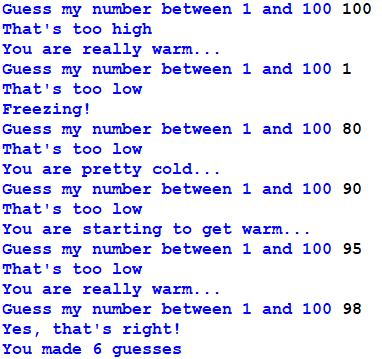 Guess my number between 1 and 100 100
That's too high
You are really warm...
Guess my number between 1 and 100 1
That's too low
Freezing!
Guess my number between 1 and 100 80
That's too low
You are pretty cold...
Guess my number between 1 and 100 90
That's too low
You are starting to get warm...
Guess my number between 1 and 100 95
That's too low
You are really warm...
Guess my number between 1 and 100 98
Yes, that's right!
You made 6 guesses